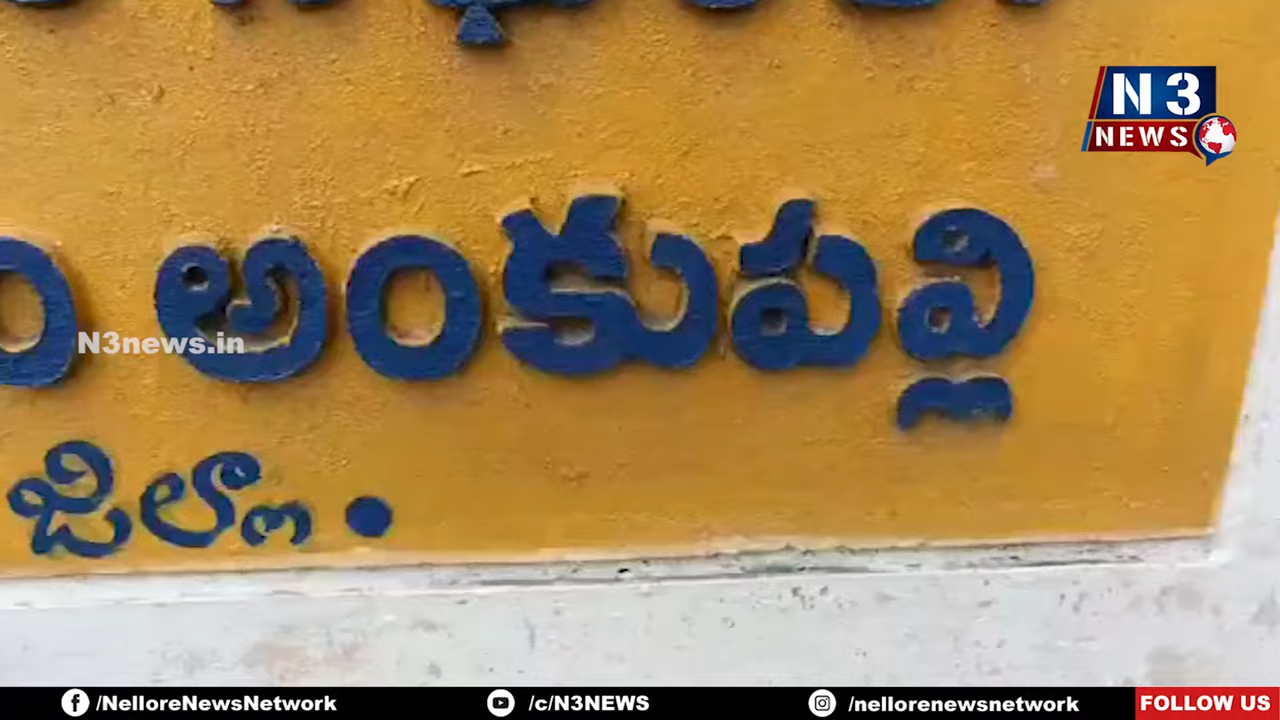 N3
NEWS
అంకుపల్లి
N3news.in
జిల్లా.
/NelloreNewsNetwork
/c/N3NEWS
/nellorenewsnetwork
FOLLOW US